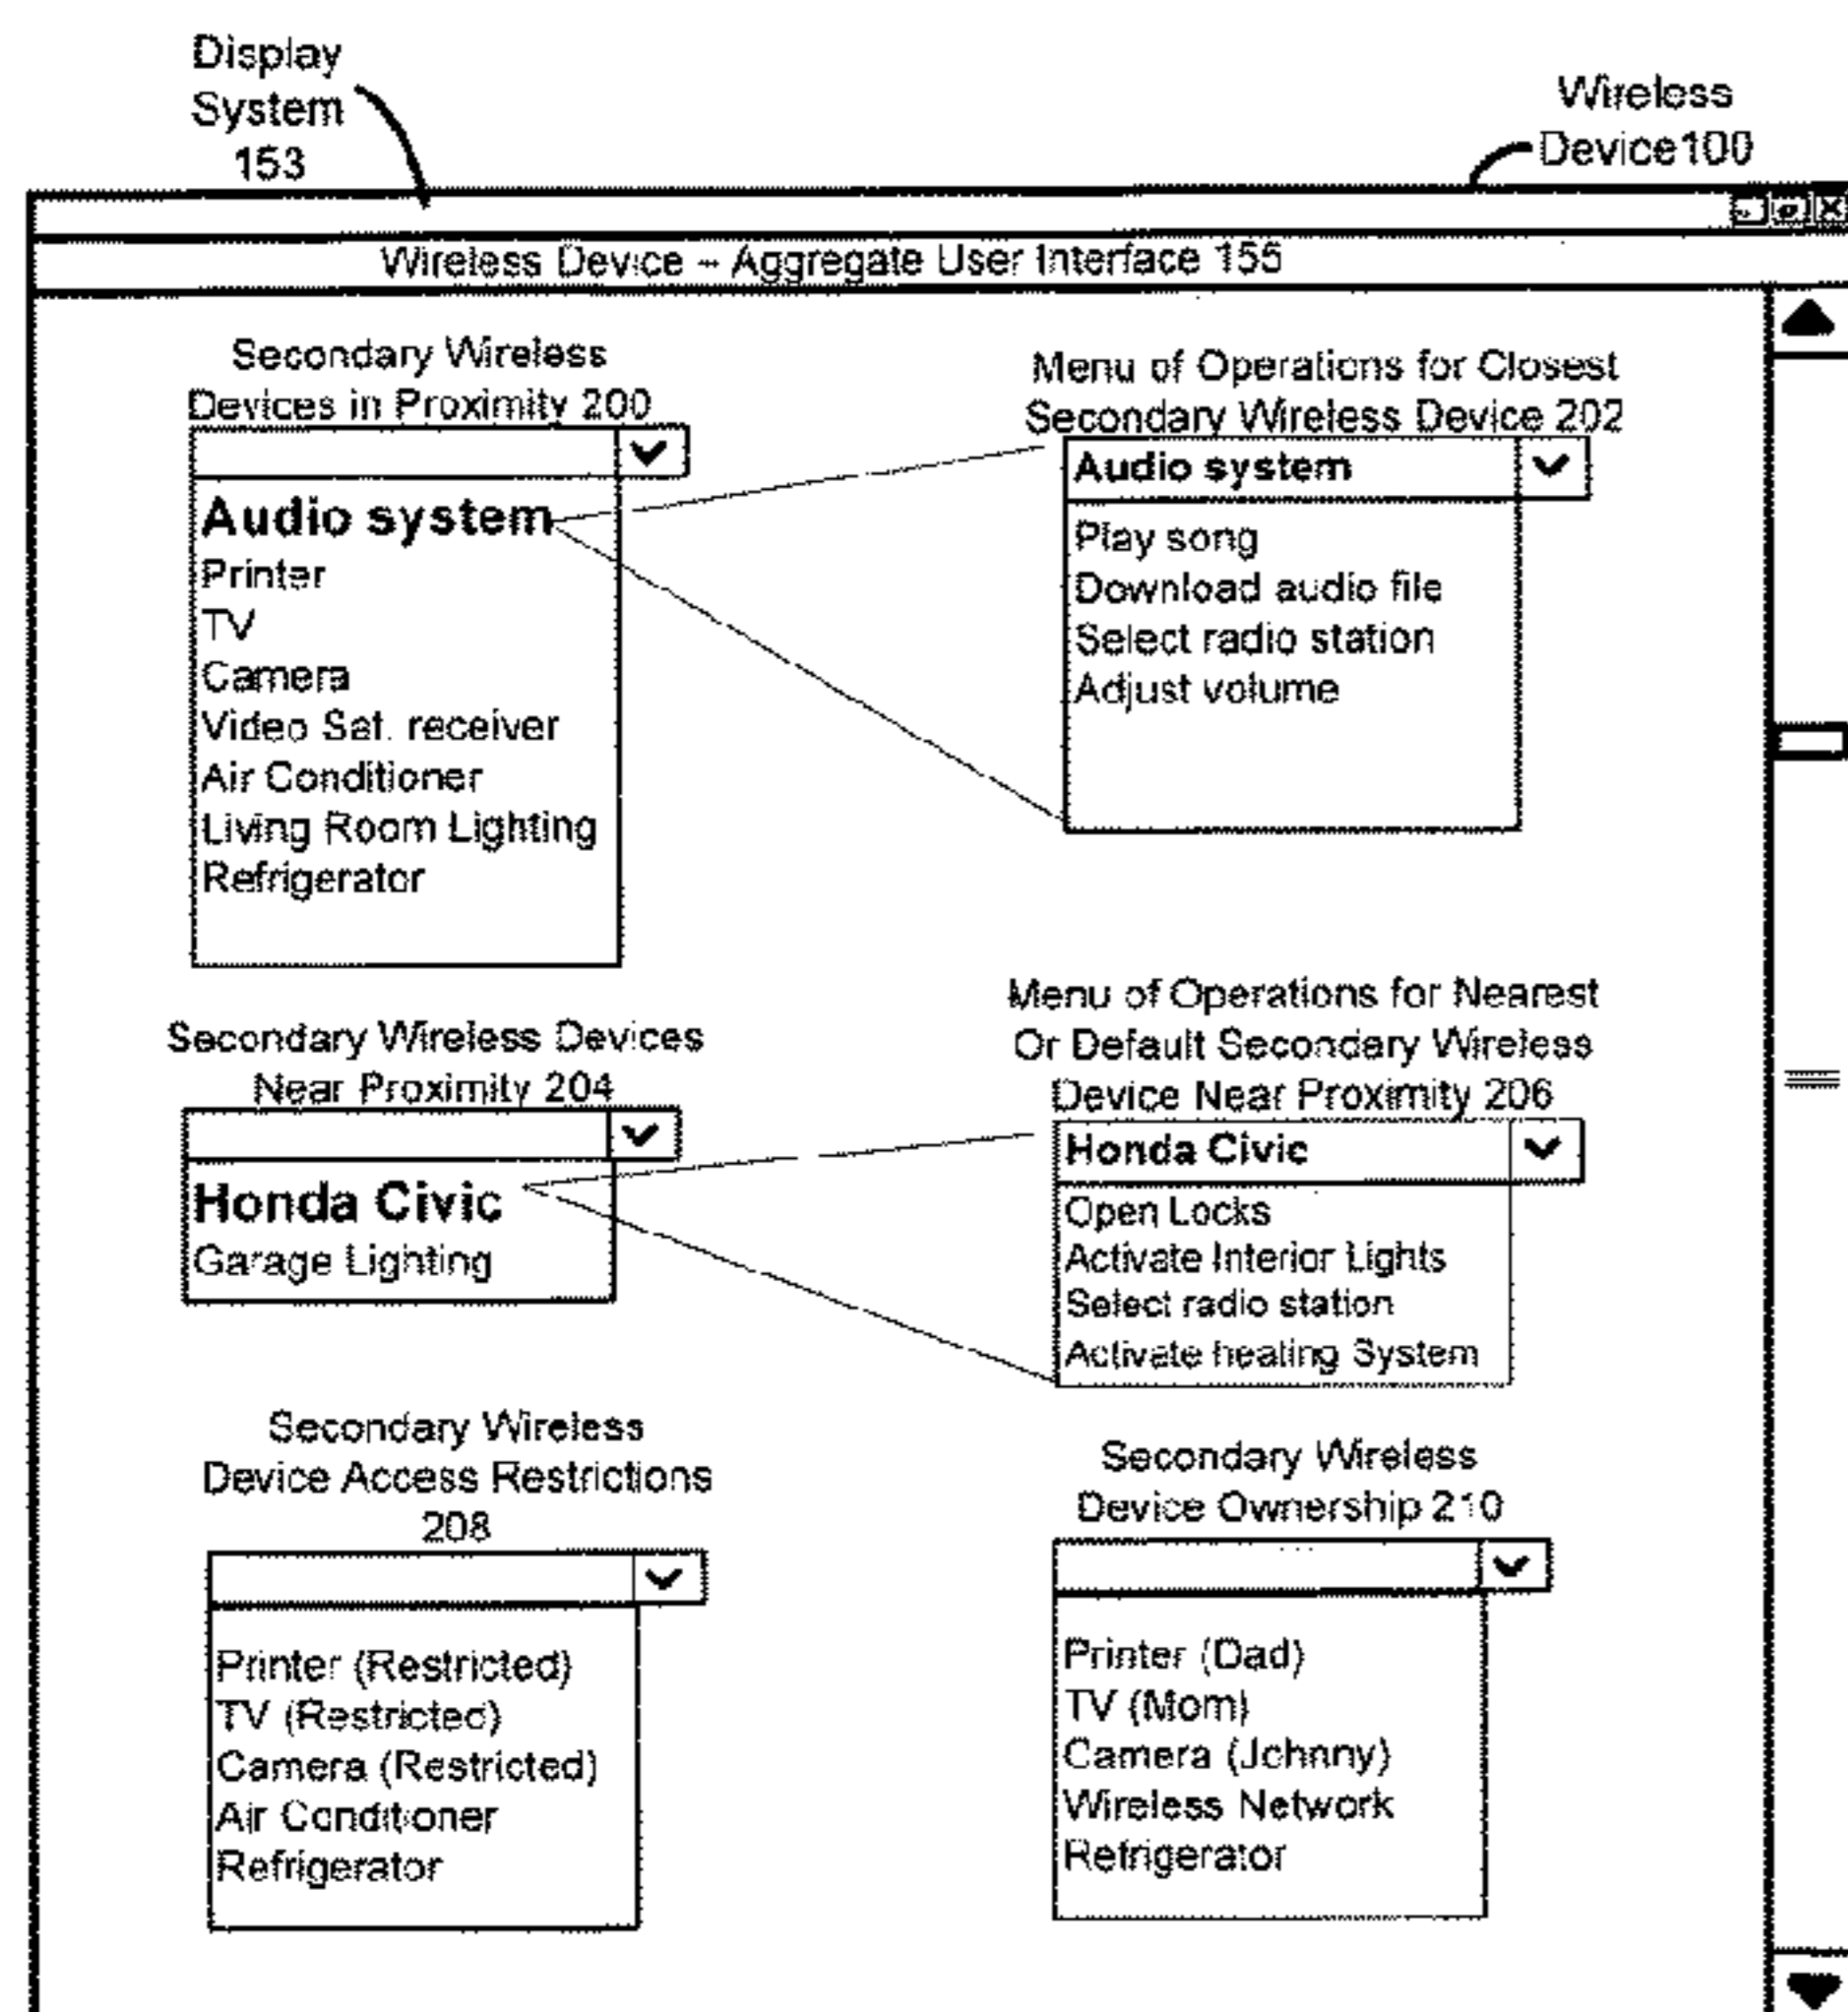 Display
System
153
Wireless
Device100
Wireless Device – Aggregate User Interface 155
Secondary Wireless
Devices in Proximity 200
Audio system
Printer
TV
Camera
Video Sat. receiver
Air Conditioner
Living Room Lighting
Refrigerator
Menu of Operations for Closest
Secondary Wireless Device 202
Audio system
Play song
Download audio file
Select radio station
Adjust volume
Secondary Wireless Devices
Near Proximity 204
Honda Civic
Garage Lighting
Menu of Operations for Nearest
Or Default Secondary Wireless
Device Near Proximity 206
Honda Civic
Open Locks
Activate Interior Lights
Select radio station
Activate heating System
Secondary Wireless
Device Access Restrictions
208
Printer (Restricted)
TV (Restricted)
Camera (Restricted)
Air Conditioner
Refrigerator
Secondary Wireless
Device Ownership 210
Printer (Dad)
TV (Mom)
Camera (Johnny)
Wireless Network
Refrigerator